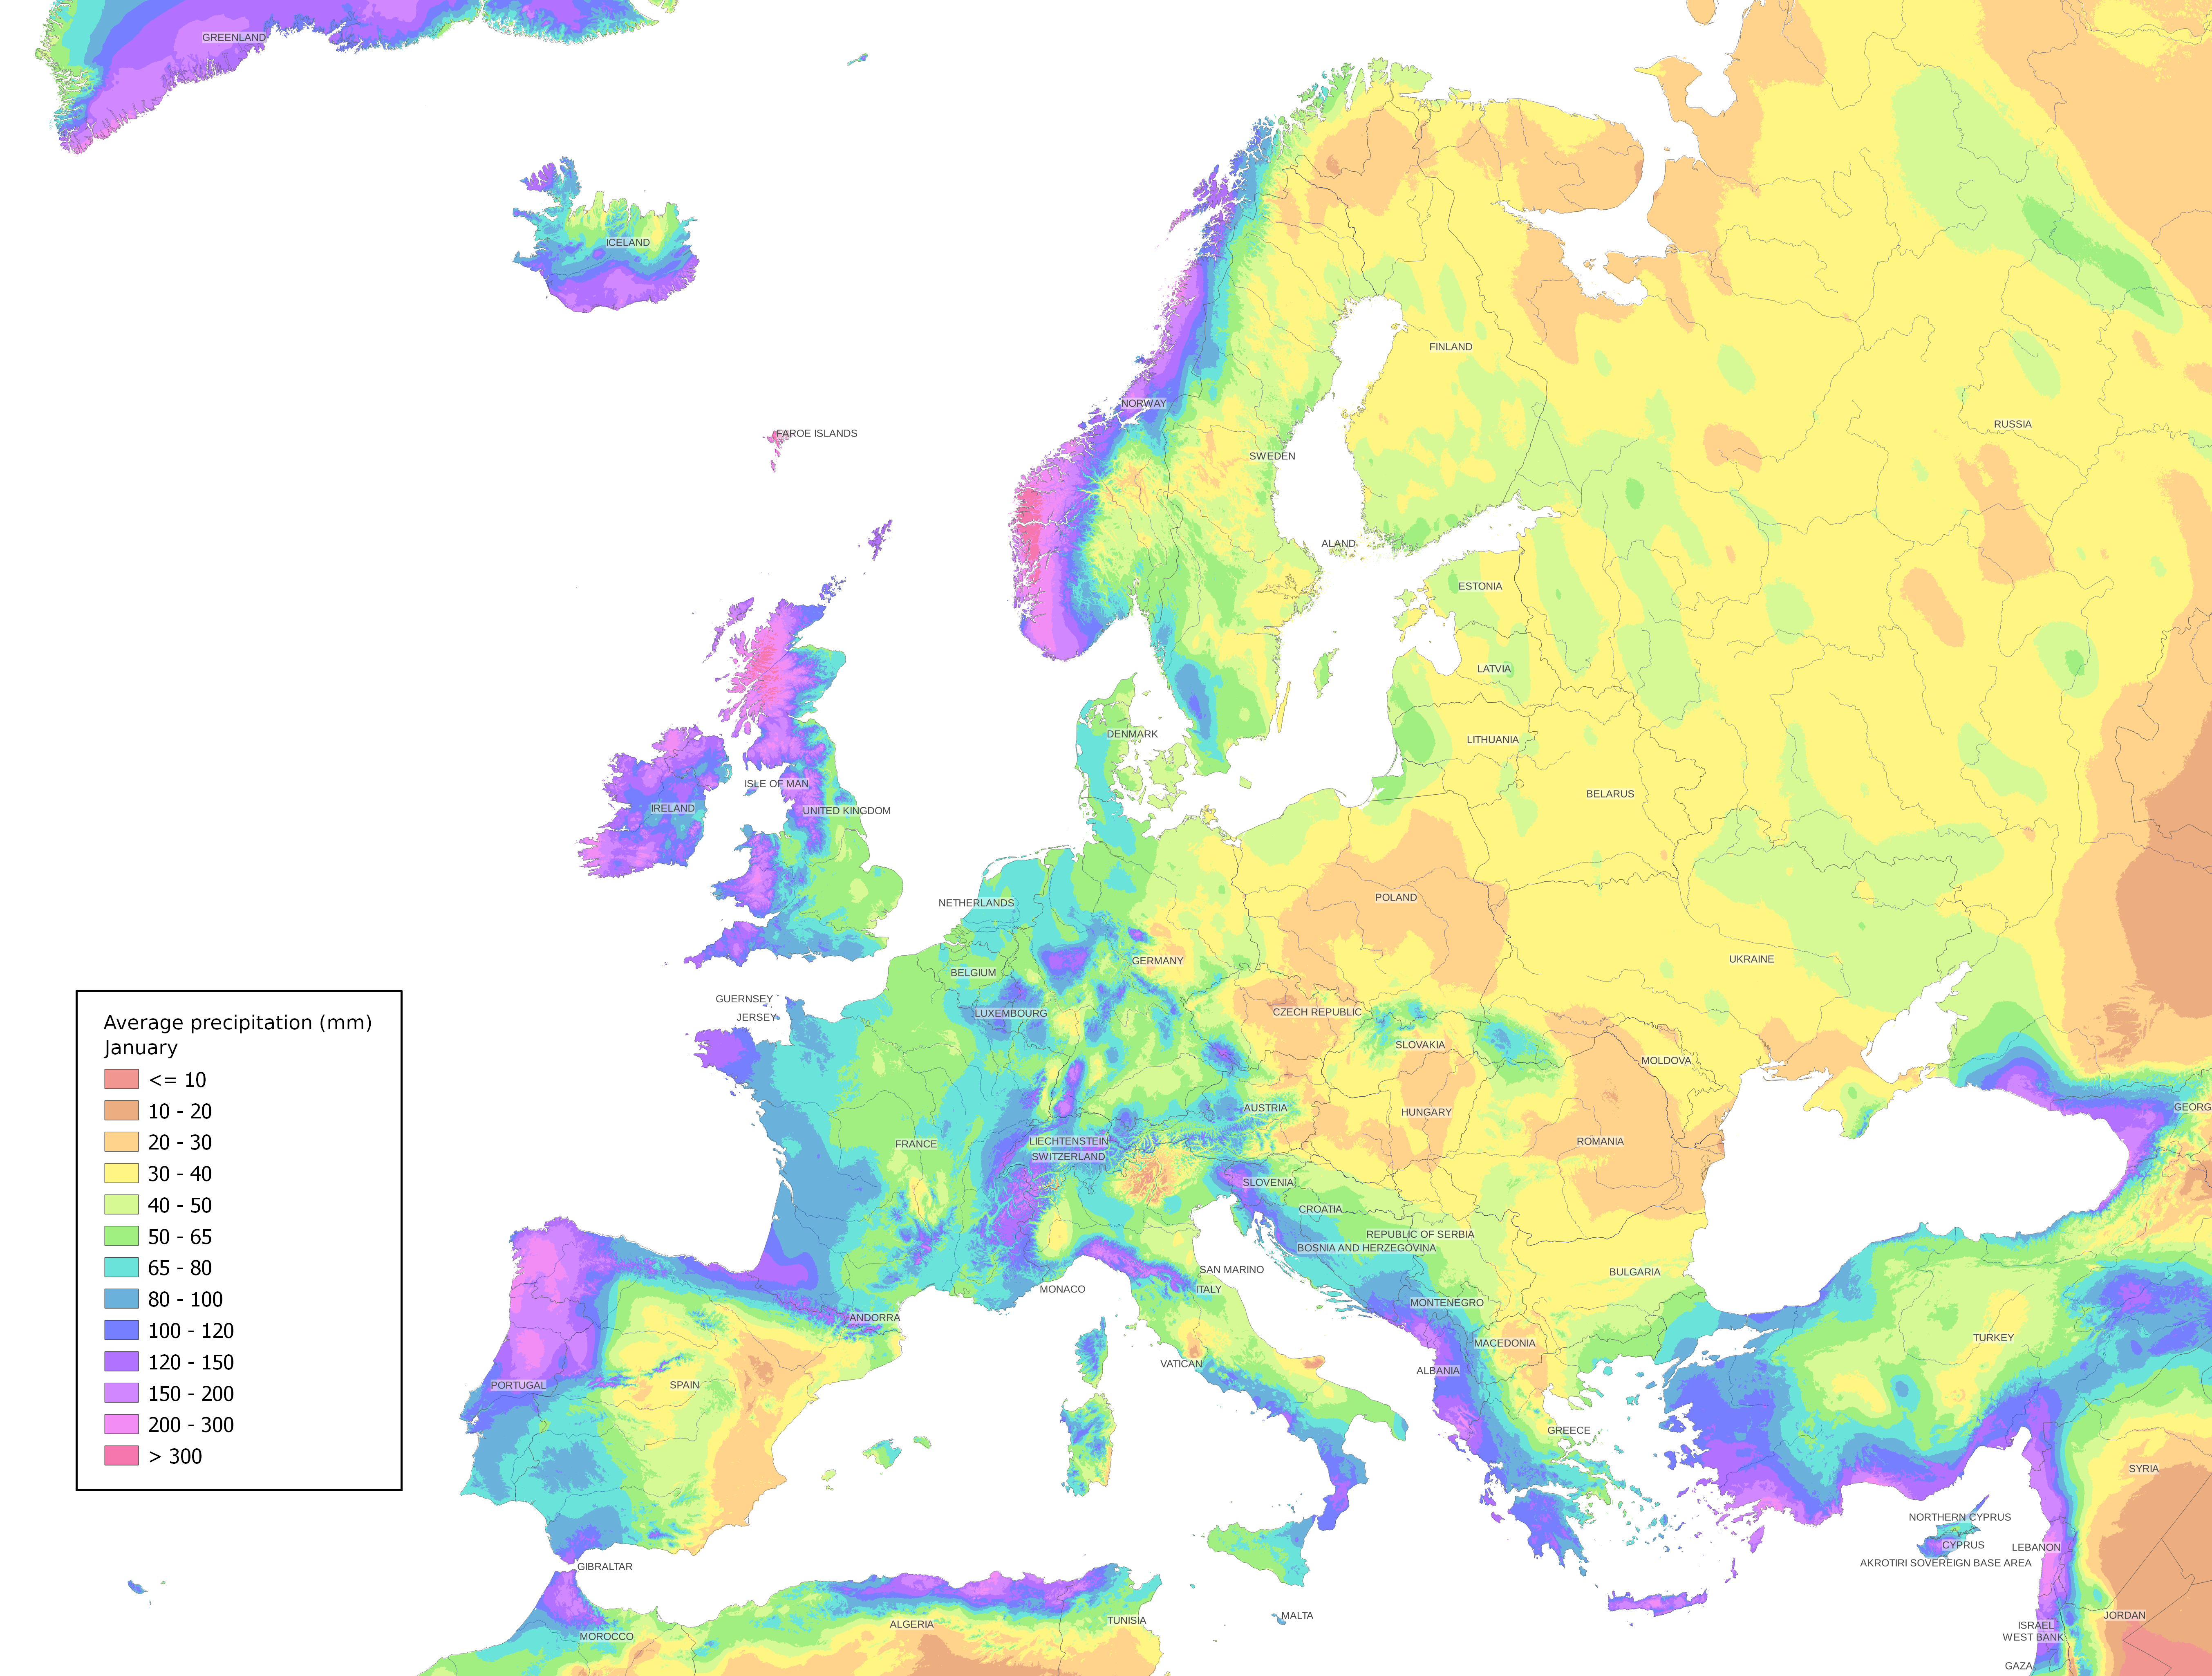 GREENLAND
ICELAND
FINLAND
NORWAY
RUSSIA
FAROE ISLANDS
SWEDEN
ALAND
ESTONIA
LATVIA
DENMARK
LITHUANIA
ISLE OF MAN
BELARUS
IRELAND
UNITED KINGDOM
POLAND
NETHERLANDS
UKRAINE
GERMANY
BELGIUM
GUERNSEY
LUXEMBOURG
CZECH REPUBLIC
JERSEY
SLOVAKIA
MOLDOVA
AUSTRIA
GEORG
HUNGARY
FRANCE
LIECHTENSTEIN
ROMANIA
SWITZERLAND
SLOVENIA
CROATIA
REPUBLIC OF SERBIA
BOSNIA AND HERZEGOVINA
SAN MARINO
BULGARIA
MONACO
ITALY
MONTENEGRO
ANDORRA
TURKEY
MACEDONIA
VATICAN
ALBANIA
PORTUGAL
SPAIN
GREECE
SYRIA
NORTHERN CYPRUS
CYPRUS
LEBANON
AKROTIRI SOVEREIGN BASE AREA
GIBRALTAR
MALTA
JORDAN
TUNISIA
ALGERIA
ISRAEL
MOROCCO
WEST BANK
GAZA
Average precipitation (mm)
January
<= 10
10 - 20
20 - 30
30 - 40
40 - 50
50 - 65
65 - 80
80 - 100
100 - 120
120 - 150
150 - 200
200 - 300
> 300